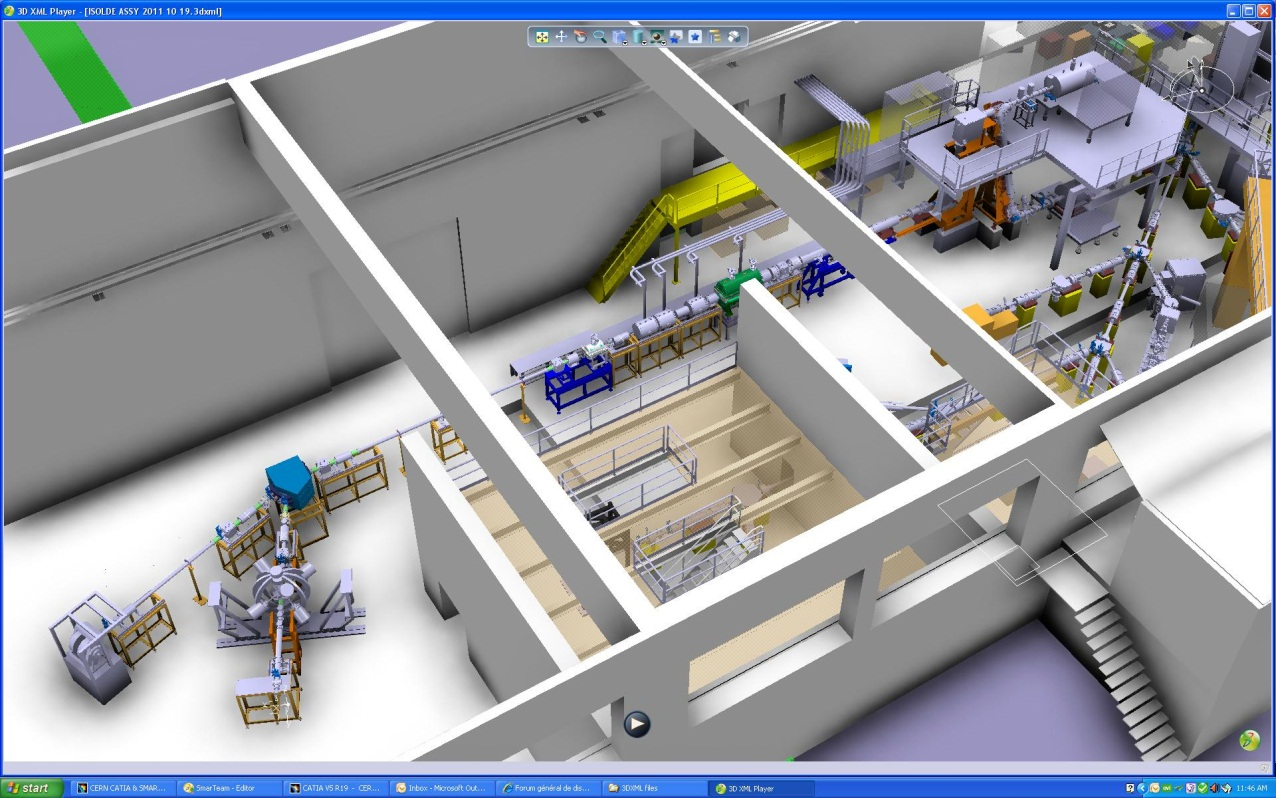 3D XML Player - [ISOLDE ASSY 2011 10 19.3dxml]
start
CERN CATIA & SMAR...
SmarTeam - Editor
CATIA V5 R19 - CER...
Inbox - Microsoft Out...
Forum général de dis...
3DXML files
3D XML Player
11:46 AM